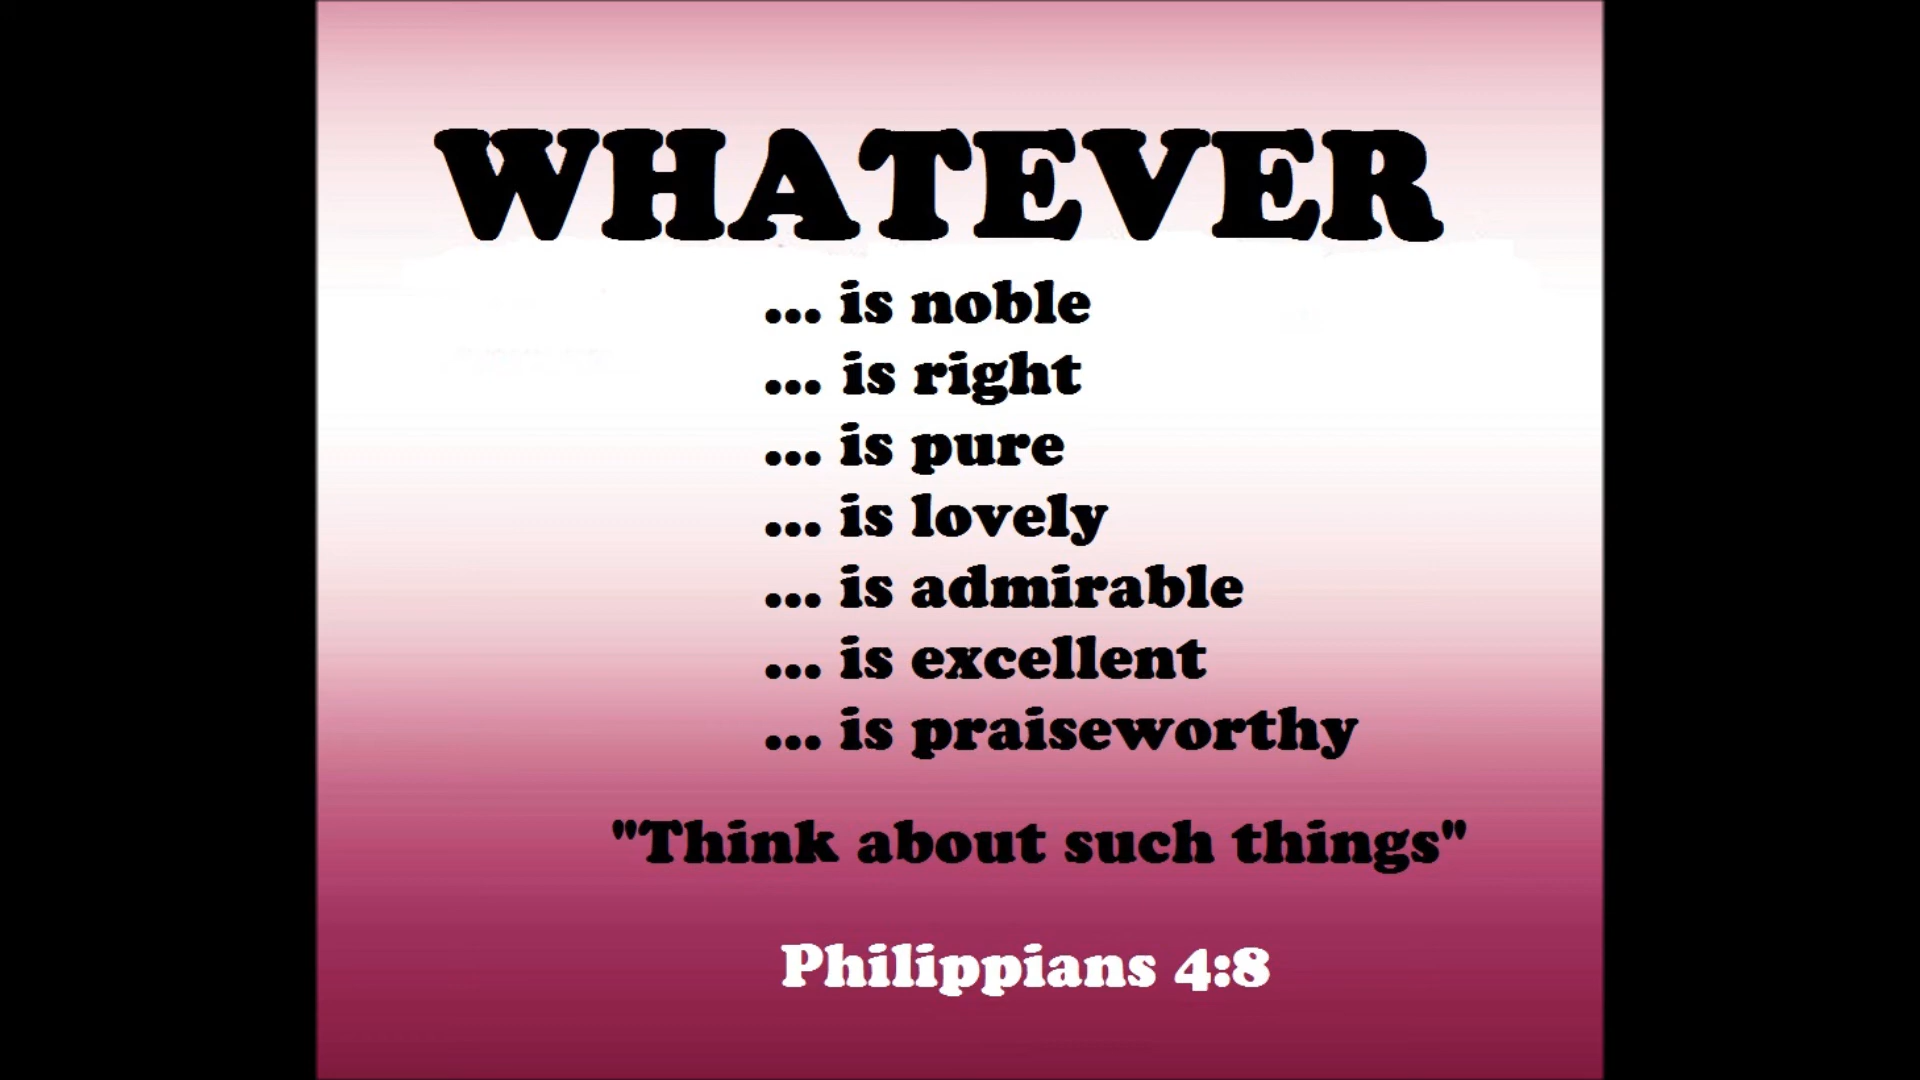 WHATEVER
... is noble
... is right
... is pure
... is lovely
... is admirable
... is excellent
... is praiseworthy
"Think about such things"
Philippians 4:8